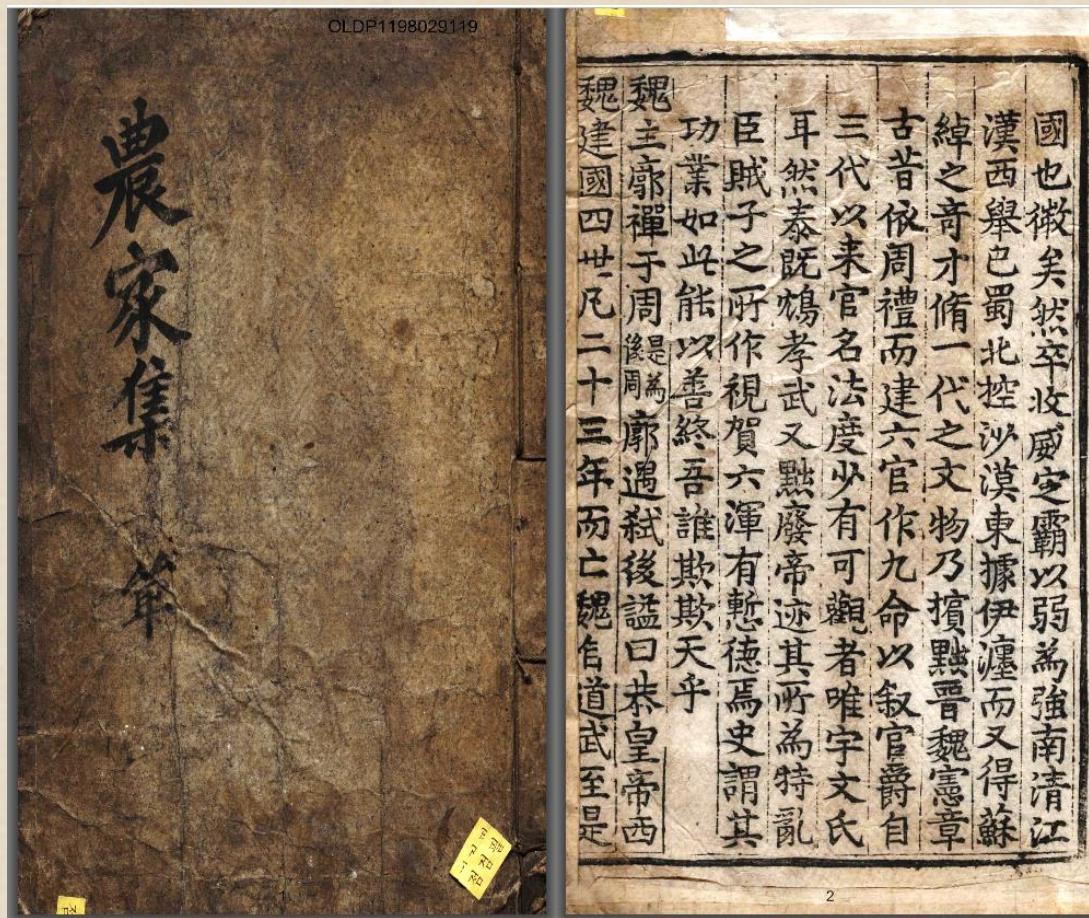 OLDP1198029119
農家集
점검필
國也微矣然卒收威定霸以弱為強南清江
漢西舉巴蜀北控沙漠東據伊瀍而又得蘇
綽之奇才脩一代之文物乃擯黜晉魏憲章
古昔依周禮而建六官作九命以叙官爵自
三代以来官名法度少有可觀者唯宇文氏
耳然泰既鴆孝武又黜廢帝迹其所為特亂
臣賊子之所作視賀六渾有慙德焉史謂其
功業如此能以善終吾誰欺欺天乎
魏主廓禪于周是為後周廓遇弑後謚曰恭皇帝西
魏建國四世凡二十三年而亡魏自道武至是
2